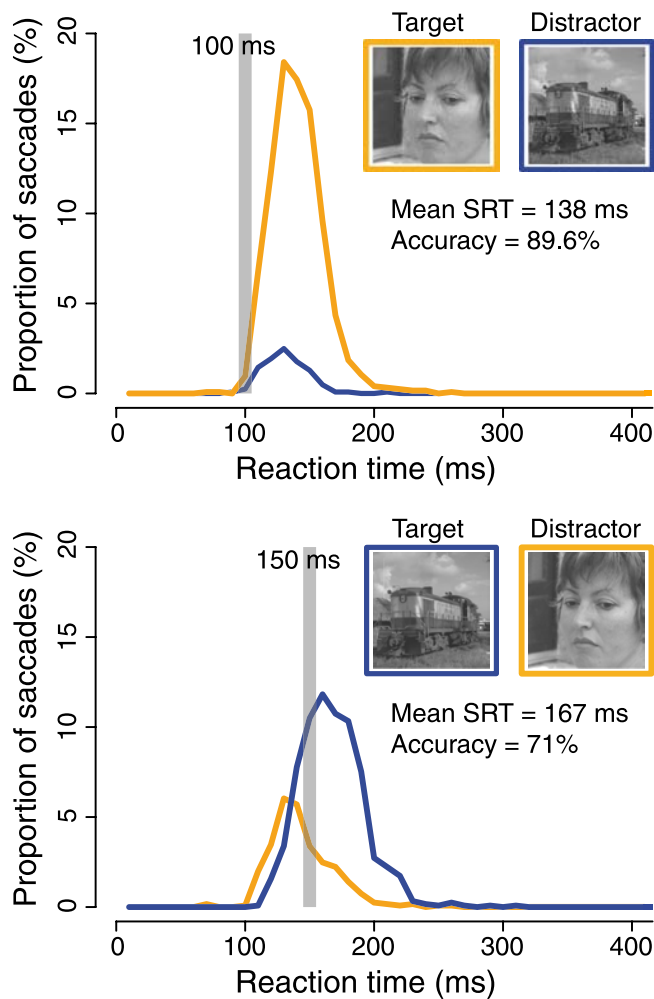 Target Distractor
100 ms
Mean SRT = 138 ms
Accuracy = 89.6%
Proportion of saccades (%)
0 5 10 15 20
0 100 200 300 400
Reaction time (ms)
Target Distractor
150 ms
Mean SRT = 167 ms
Accuracy = 71%
Proportion of saccades (%)
0 5 10 15 20
0 100 200 300 400
Reaction time (ms)